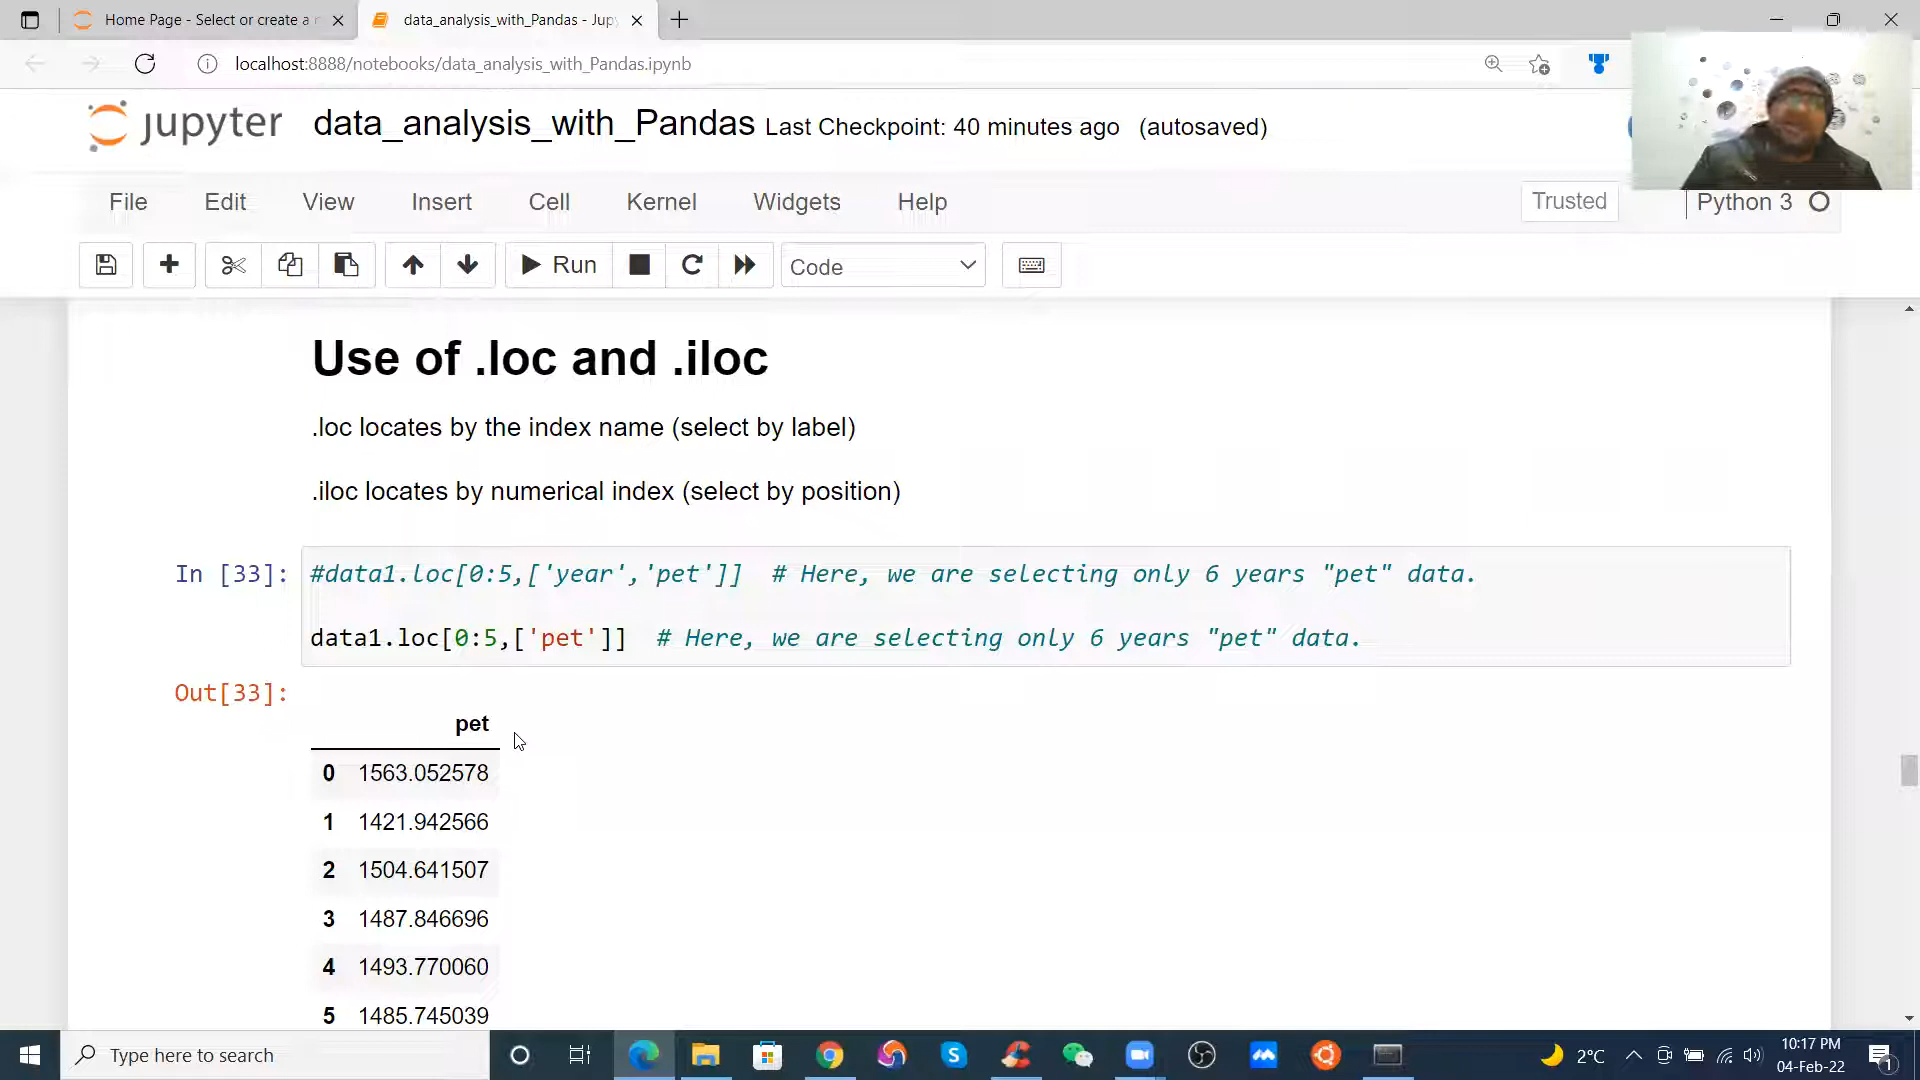 Home Page - Select or create a n
data_analysis_with_Pandas - Jup
localhost:8888/notebooks/data_analysis_with_Pandas.ipynb
jupyter data_analysis_with_Pandas Last Checkpoint: 40 minutes ago (autosaved)
File Edit View Insert Cell Kernel Widgets Help Trusted Python 3
Run Code
Use of .loc and .iloc
.loc locates by the index name (select by label)
.iloc locates by numerical index (select by position)
In [33]: #data1.loc[0:5,['year','pet']] # Here, we are selecting only 6 years "pet" data.
data1.loc[0:5,['pet']] # Here, we are selecting only 6 years "pet" data.
Out[33]:
pet
0 1563.052578
1 1421.942566
2 1504.641507
3 1487.846696
4 1493.770060
5 1485.745039
Type here to search
2°C
10:17 PM
04-Feb-22
1